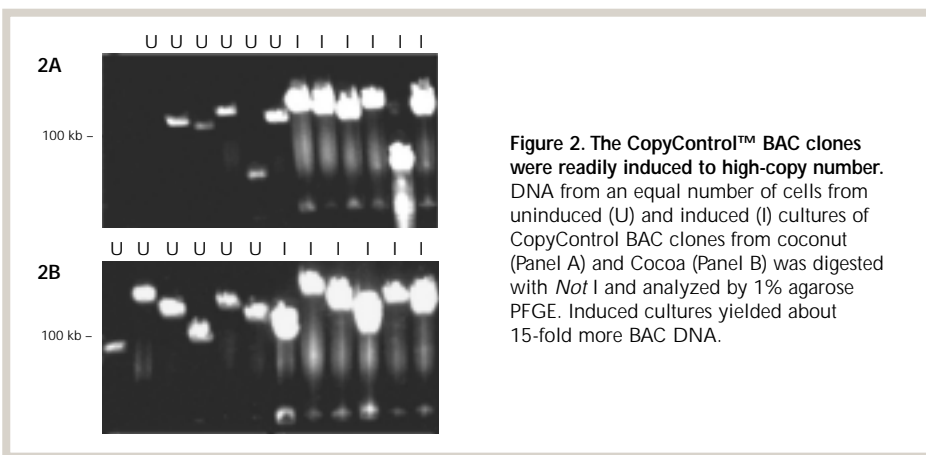 U U U U U U I I I I I I
2A
100 kb –
U U U U U U I I I I I I
2B
100 kb –
Figure 2. The CopyControl™ BAC clones
were readily induced to high-copy number.
DNA from an equal number of cells from
uninduced (U) and induced (I) cultures of
CopyControl BAC clones from coconut
(Panel A) and Cocoa (Panel B) was digested
with Not I and analyzed by 1% agarose
PFGE. Induced cultures yielded about
15-fold more BAC DNA.